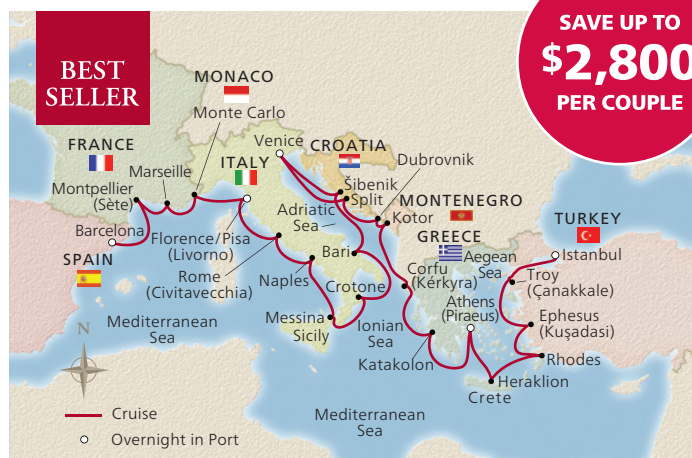 BEST
SELLER
SAVE UP TO
$2,800
PER COUPLE
MONACO
Monte Carlo
FRANCE
Marseille
Montpellier
(Sète)
Barcelona
SPAIN
ITALY
Venice
CROATIA
Dubrovnik
Šibenik
Split
MONTENEGRO
Kotor
Adriatic
Sea
Florence/Pisa
(Livorno)
Rome
(Civitavecchia)
Naples
Bari
Crotone
Messina
Sicily
GREECE
Corfu
(Kérkyra)
Aegean
Sea
Athens
(Piraeus)
TURKEY
Istanbul
Troy
(Çanakkale)
Ephesus
(Kuşadasi)
Rhodes
Heraklion
Crete
Katakolon
Ionian
Sea
Mediterranean
Sea
Mediterranean
Sea
N
Cruise
Overnight in Port